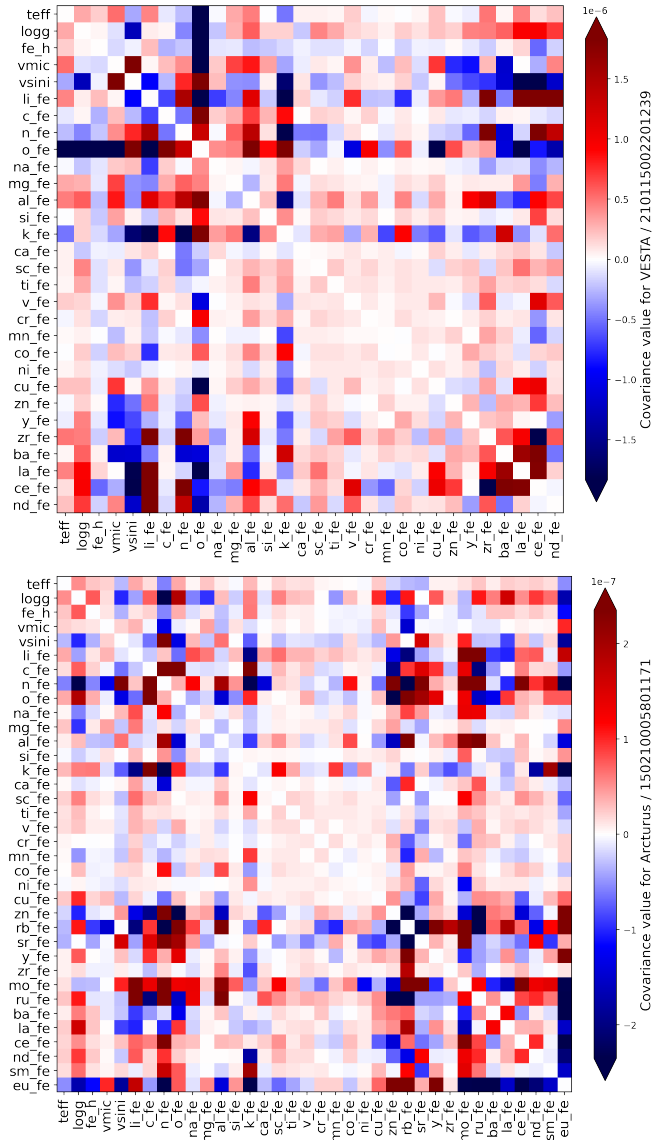 1e−6
teff
logg
fe_h
vmic
vsini
li_fe
c_fe
n_fe
o_fe
na_fe
mg_fe
al_fe
si_fe
k_fe
ca_fe
sc_fe
ti_fe
v_fe
cr_fe
mn_fe
co_fe
ni_fe
cu_fe
zn_fe
y_fe
zr_fe
ba_fe
la_fe
ce_fe
nd_fe
teff
logg
fe_h
vmic
vsini
li_fe
c_fe
n_fe
o_fe
na_fe
mg_fe
al_fe
si_fe
k_fe
ca_fe
sc_fe
ti_fe
v_fe
cr_fe
mn_fe
co_fe
ni_fe
cu_fe
zn_fe
y_fe
zr_fe
ba_fe
la_fe
ce_fe
nd_fe
1.5
1.0
0.5
0.0
−0.5
−1.0
−1.5
Covariance value for VESTA / 210115002201239
1e−7
teff
logg
fe_h
vmic
vsini
li_fe
c_fe
n_fe
o_fe
na_fe
mg_fe
al_fe
si_fe
k_fe
ca_fe
sc_fe
ti_fe
v_fe
cr_fe
mn_fe
co_fe
ni_fe
cu_fe
zn_fe
rb_fe
sr_fe
y_fe
zr_fe
mo_fe
ru_fe
ba_fe
la_fe
ce_fe
nd_fe
sm_fe
eu_fe
teff
logg
fe_h
vmic
vsini
li_fe
c_fe
n_fe
o_fe
na_fe
mg_fe
al_fe
si_fe
k_fe
ca_fe
sc_fe
ti_fe
v_fe
cr_fe
mn_fe
co_fe
ni_fe
cu_fe
zn_fe
rb_fe
sr_fe
y_fe
zr_fe
mo_fe
ru_fe
ba_fe
la_fe
ce_fe
nd_fe
sm_fe
eu_fe
2
1
0
−1
−2
Covariance value for Arcturus / 150210005801171